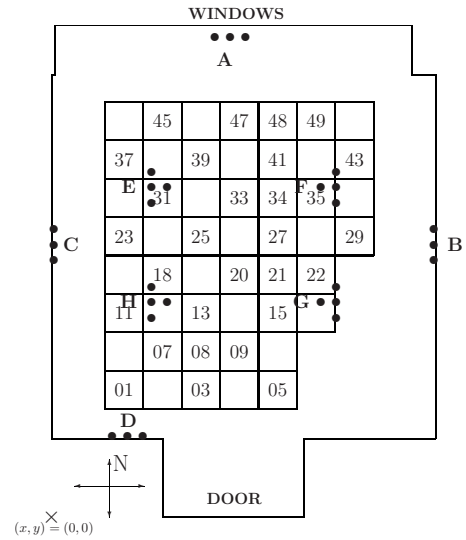 WINDOWS
A
45 47 48 49
37 39 41 43
E 31 33 34 35 F
23 25 27 29
C B
18 20 21 22
H G
11 13 15
07 08 09
01 03 05
D
N
DOOR
(x, y) = (0, 0)